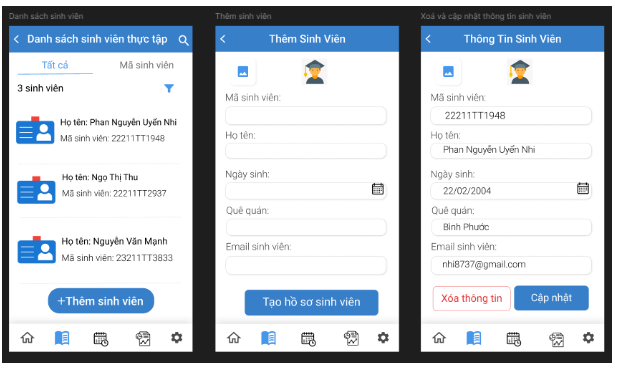 Danh sách sinh viên
Danh sách sinh viên thực tập
Tất cả
Mã sinh viên
3 sinh viên
Họ tên: Phan Nguyễn Uyển Nhi
Mã sinh viên: 22211TT1948
Họ tên: Ngọ Thị Thu
Mã sinh viên: 22211TT2937
Họ tên: Nguyễn Văn Mạnh
Mã sinh viên: 23211TT3833
+Thêm sinh viên
Thêm sinh viên
Thêm Sinh Viên
Mã sinh viên:
Họ tên:
Ngày sinh:
Quê quán:
Email sinh viên:
Tạo hồ sơ sinh viên
Xoá và cập nhật thông tin sinh viên
Thông Tin Sinh Viên
Mã sinh viên:
22211TT1948
Họ tên:
Phan Nguyễn Uyển Nhi
Ngày sinh:
22/02/2004
Quê quán:
Bình Phước
Email sinh viên:
nhi8737@gmail.com
Xóa thông tin
Cập nhật